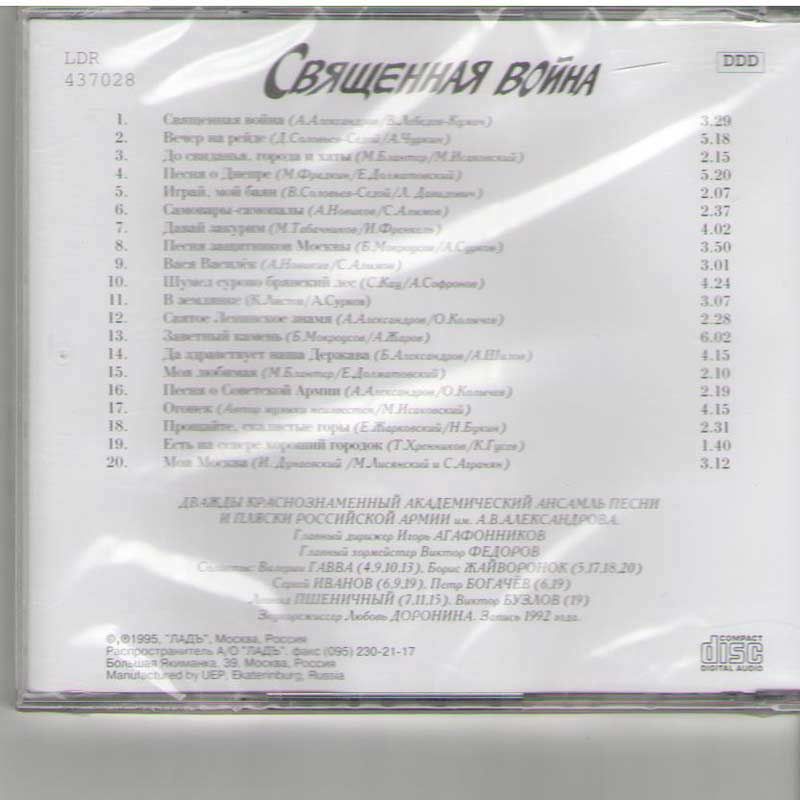 LDR
437028
СВЯЩЕННАЯ ВОЙНА
DDD
1. Священная война (А.Александров/В.Лебедев-Кумач) 3.29
2. Вечер на рейде (Д.Соловьев-Седой/А.Чуркин) 5.18
3. До свиданья, города и хаты (М.Блантер/М.Исаковский) 2.15
4. Песня о Днепре (М.Фрадкин/Е.Долматовский) 5.20
5. Играй, мой баян (В.Соловьев-Седой/Л. Давидович) 2.07
6. Самовары-самопалы (А.Новиков/С.Алымов) 2.37
7. Давай закурим (М.Табачников/И.Френкель) 4.02
8. Песня защитников Москвы (Б.Мокроусов/А.Сурков) 3.50
9. Вася Василёк (А.Новиков/С.Алымов) 3.01
10. Шумел сурово брянский лес (С.Кац/А.Софронов) 4.24
11. В землянке (К.Листов/А.Сурков) 3.07
12. Святое Ленинское знамя (А.Александров/О.Колычев) 2.28
13. Заветный камень (Б.Мокроусов/А.Жаров) 6.02
14. Да здравствует наша Держава (Б.Александров/А.Шилов) 4.15
15. Моя любимая (М.Блантер/Е.Долматовский) 2.10
16. Песня о Советской Армии (А.Александров/О.Колычев) 2.19
17. Огонек (Автор музыки неизвестен/М.Исаковский) 4.15
18. Прощайте, скалистые горы (Е.Жарковский/Н.Букин) 2.31
19. Есть на севере хороший городок (Т.Хренников/К.Гусев) 1.40
20. Моя Москва (И. Дунаевский /М.Лисянский и С.Агранян) 3.12
ДВАЖДЫ КРАСНОЗНАМЕННЫЙ АКАДЕМИЧЕСКИЙ АНСАМЛЬ ПЕСНИ
И ПЛЯСКИ РОССИЙСКОЙ АРМИИ им. А.В.АЛЕКСАНДРОВА.
Главный дирижер Игорь АГАФОННИКОВ
Главный хормейстер Виктор ФЕДОРОВ
Солисты: Валерий ГАВВА (4.9.10.13). Борис ЖАЙВОРОНОК (5.17.18.20)
Сергей ИВАНОВ (6.9.19). Петр БОГАЧЁВ (6.19)
Леонид ПШЕНИЧНЫЙ (7.11.15). Виктор БУЗЛОВ (19)
Звукорежиссер Любовь ДОРОНИНА. Запись 1992 года.
©,℗1995, "ЛАДЪ", Москва, Россия
Распространитель А/О "ЛАДЪ". факс (095) 230-21-17
Большая Якиманка, 39. Москва, Россия
Manufactured by UEP, Ekaterinburg, Russia
COMPACT
disc
DIGITAL AUDIO